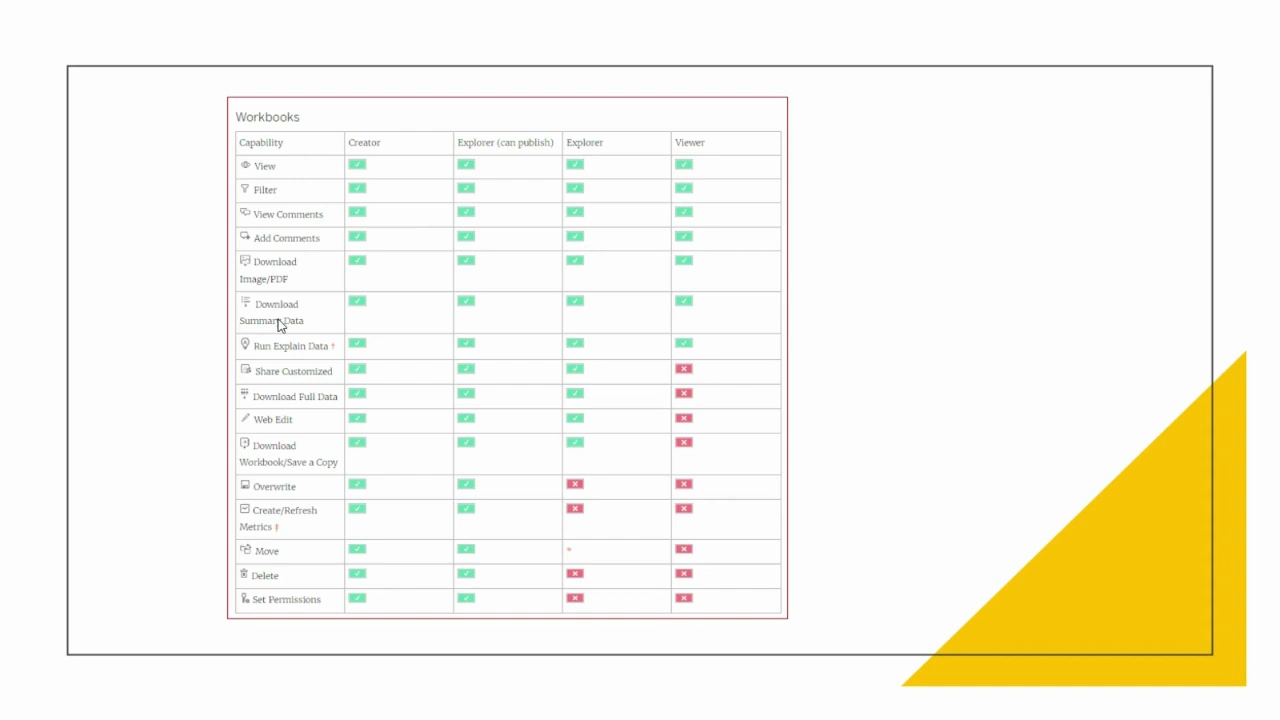 Workbooks
Capability Creator Explorer (can publish) Explorer Viewer
View
Filter
View Comments
Add Comments
Download
Image/PDF
Download
Summary Data
Run Explain Data !
Share Customized
Download Full Data
Web Edit
Download
Workbook/Save a Copy
Overwrite
Create/Refresh
Metrics !
Move *
Delete
Set Permissions